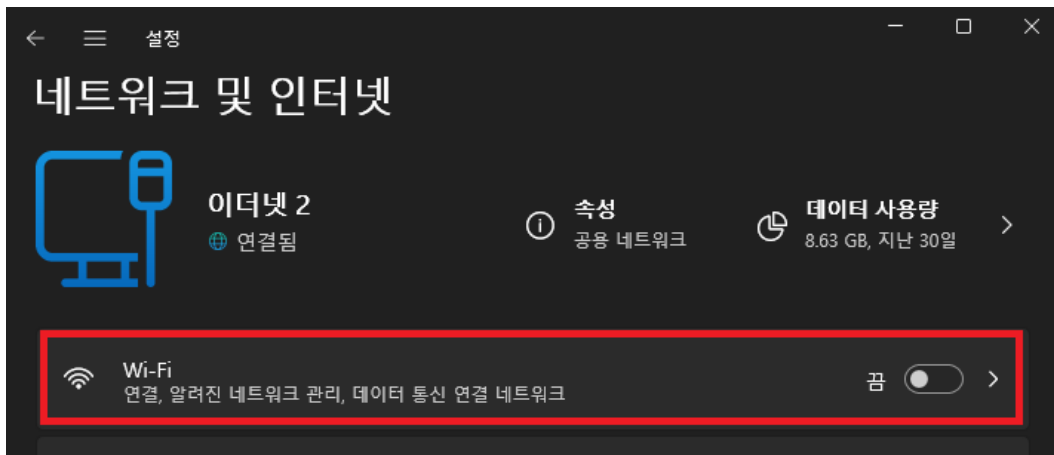 설정
네트워크 및 인터넷
이더넷 2
연결됨
속성
공용 네트워크
데이터 사용량
8.63 GB, 지난 30일
Wi-Fi
연결, 알려진 네트워크 관리, 데이터 통신 연결 네트워크
끔